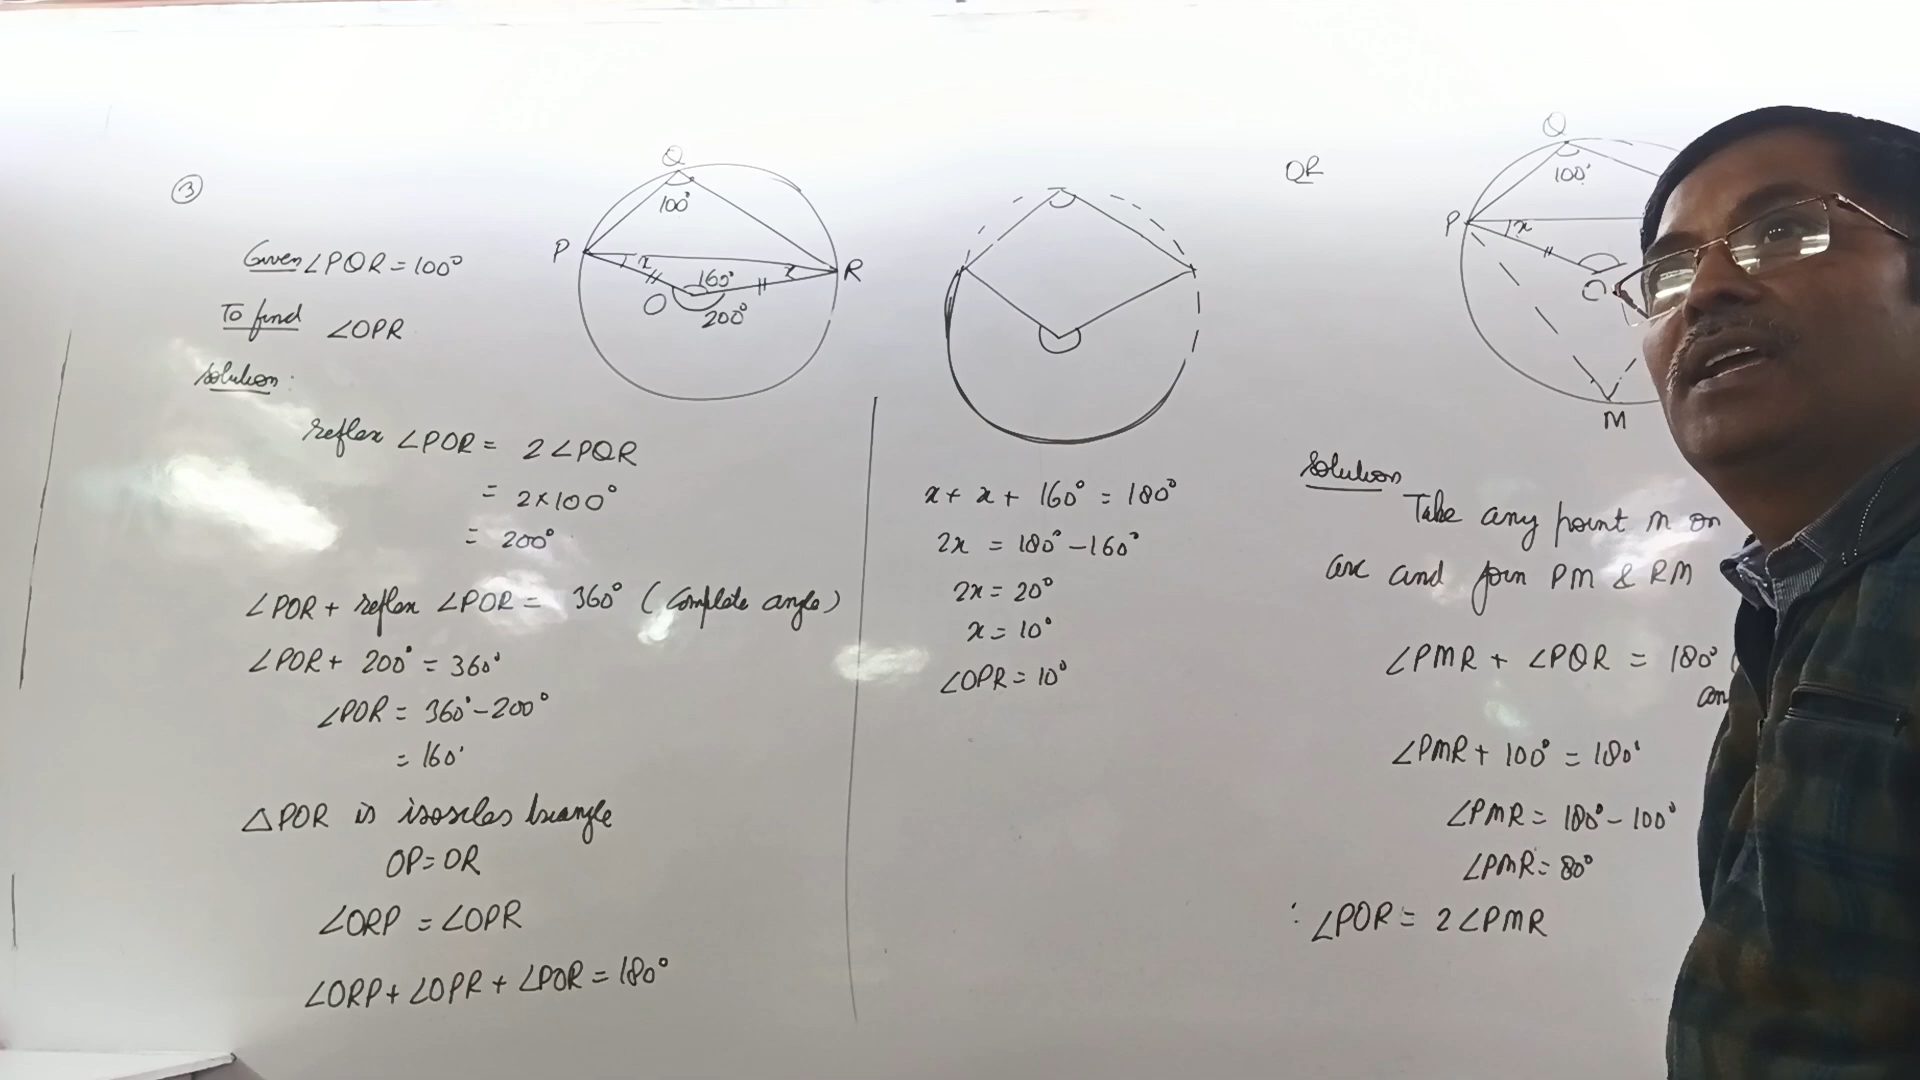 ③
Given ∠PQR = 100°
To find ∠OPR
Solution:
Q
100°
P
x
160°
x
R
O
200°
reflex ∠POR = 2∠PQR
= 2×100°
= 200°
∠POR + reflex ∠POR = 360° (Complete angle)
∠POR + 200° = 360°
∠POR = 360° - 200°
= 160°
△POR is isosceles triangle
OP = OR
∠ORP = ∠OPR
∠ORP + ∠OPR + ∠POR = 180°
x + x + 160° = 180°
2x = 180° - 160°
2x = 20°
x = 10°
∠OPR = 10°
OR
Q
100°
P
x
O
M
Solution
Take any point M on
arc and join PM & RM
∠PMR + ∠PQR = 180°
∠PMR + 100° = 180°
∠PMR = 180° - 100°
∠PMR = 80°
∴ ∠POR = 2∠PMR